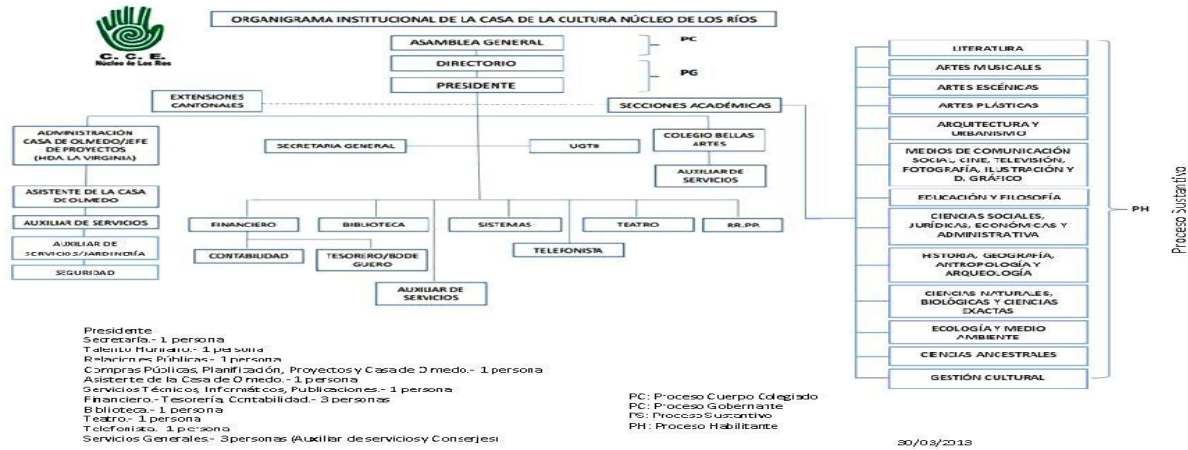 ORGANIGRAMA INSTITUCIONAL DE LA CASA DE LA CULTURA NÚCLEO DE LOS RÍOS
C. C. E.
Núcleo de Los Ríos
ASAMBLEA GENERAL
PC
DIRECTORIO
PG
PRESIDENTE
EXTENSIONES
CANTONALES
SECCIONES ACADÉMICAS
ADMINISTRACIÓN
CASA DE OLMEDO/JEFE
DE PROYECTOS
(HDA. LA VIRGINIA)
ASISTENTE DE LA CASA
DE OLMEDO
AUXILIAR DE SERVICIOS
AUXILIAR DE
SERVICIOS/JARDINERÍA
SEGURIDAD
SECRETARIA GENERAL
UGTH
COLEGIO BELLAS
ARTES
AUXILIAR DE
SERVICIOS
FINANCIERO
BIBLIOTECA
SISTEMAS
TEATRO
RR.PP.
CONTABILIDAD
TESORERO/BODE
GUERO
TELEFONISTA
AUXILIAR DE
SERVICIOS
LITERATURA
ARTES MUSICALES
ARTES ESCÉNICAS
ARTES PLÁSTICAS
ARQUITECTURA Y
URBANISMO
MEDIOS DE COMUNICACIÓN
SOCIAL, CINE, TELEVISIÓN,
FOTOGRAFÍA, ILUSTRACIÓN Y
D. GRÁFICO
EDUCACIÓN Y FILOSOFÍA
CIENCIAS SOCIALES,
JURÍDICAS, ECONÓMICAS Y
ADMINISTRATIVA
HISTORIA, GEOGRAFÍA,
ANTROPOLOGÍA Y
ARQUEOLOGÍA
CIENCIAS NATURALES,
BIOLÓGICAS Y CIENCIAS
EXACTAS
ECOLOGÍA Y MEDIO
AMBIENTE
CIENCIAS ANCESTRALES
GESTIÓN CULTURAL
PH
Proceso Sustantivo
Presidente
Secretaría.- 1 persona
Talento Humano.- 1 persona
Relaciones Públicas.- 1 persona
Compras Públicas, Planificación, Proyectos y Casa de Olmedo.- 1 persona
Asistente de la Casa de Olmedo.- 1 persona
Servicios Técnicos, Informáticos, Publicaciones.- 1 persona
Financiero.- Tesorería, Contabilidad.- 3 personas
Biblioteca.- 1 persona
Teatro.- 1 persona
Telefonista.- 1 persona
Servicios Generales.- 3 personas (Auxiliar de servicios y Conserjes)
PC: Proceso Cuerpo Colegiado
PC: Proceso Gobernante
PS: Proceso Sustantivo
PH: Proceso Habilitante
30/03/2013